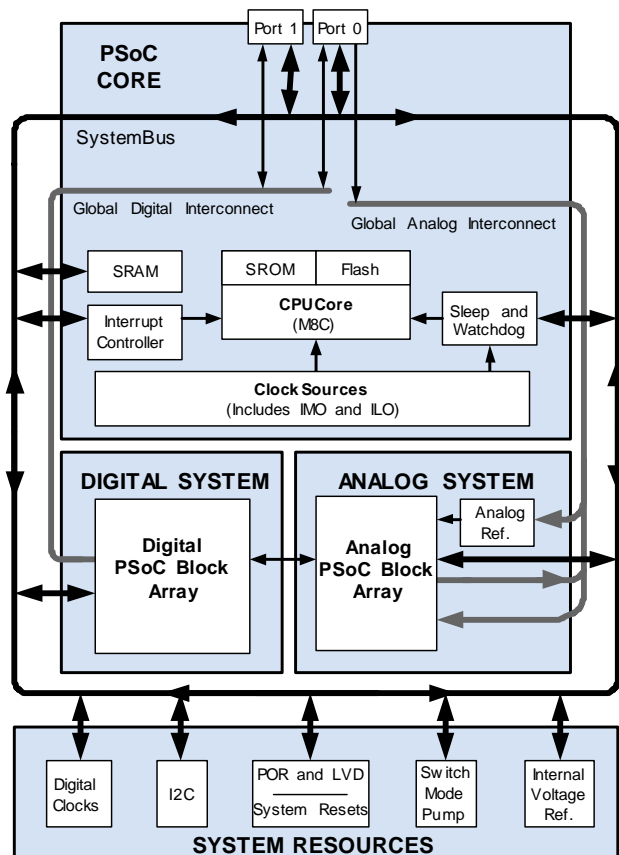 Port 1
Port 0
PSoC
CORE
SystemBus
Global Digital Interconnect
Global Analog Interconnect
SRAM
SROM
Flash
CPUCore
(M8C)
Interrupt
Controller
Sleep and
Watchdog
ClockSources
(Includes IMO and ILO)
DIGITAL SYSTEM
ANALOG SYSTEM
Digital
PSoC Block
Array
Analog
PSoC Block
Array
Analog
Ref.
Digital
Clocks
I2C
POR and LVD
System Resets
Switch
Mode
Pump
Internal
Voltage
Ref.
SYSTEM RESOURCES